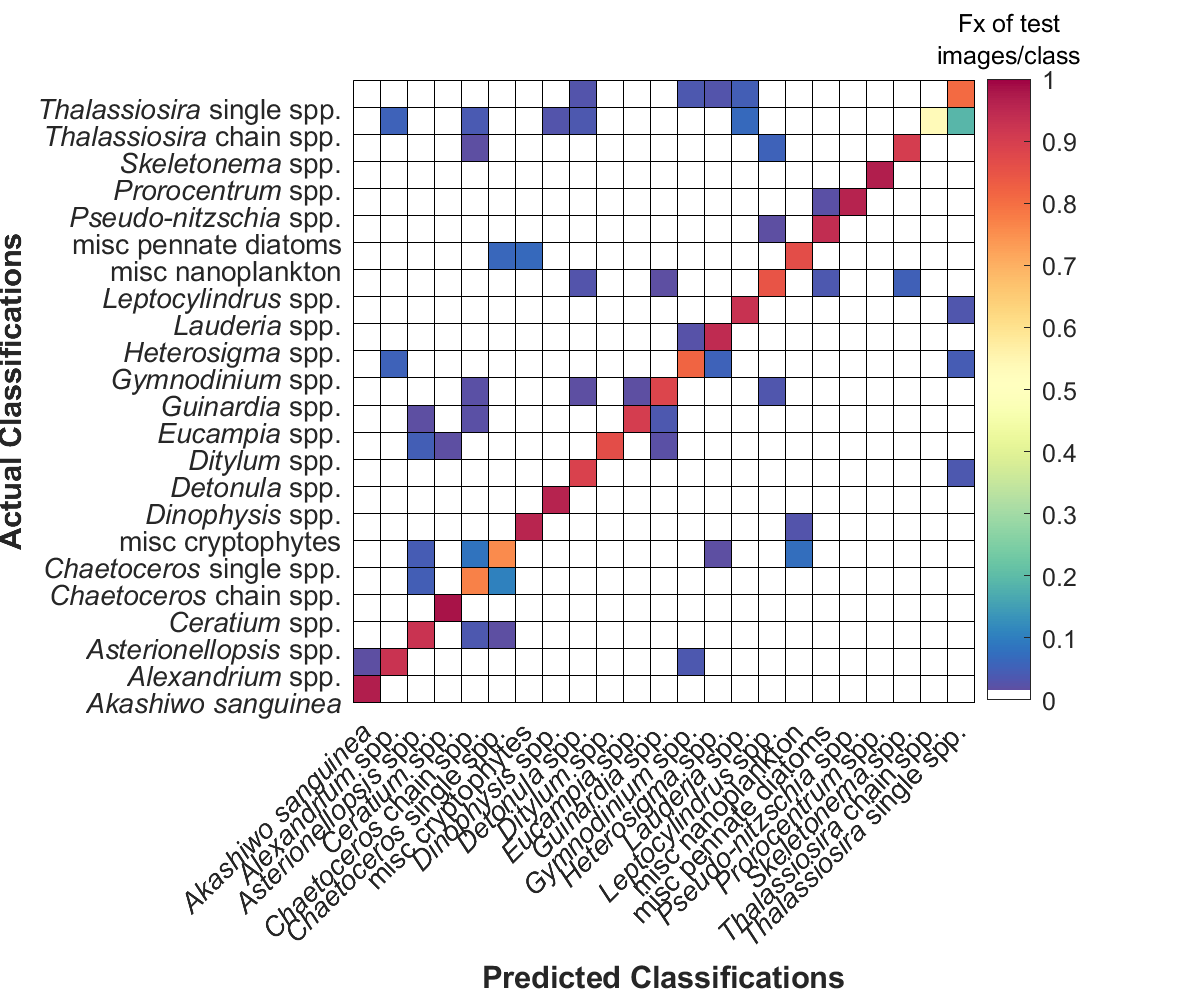 Fx of test
images/class
Thalassiosira single spp.
Thalassiosira chain spp.
Skeletonema spp.
Prorocentrum spp.
Pseudo-nitzschia spp.
misc pennate diatoms
misc nanoplankton
Leptocylindrus spp.
Lauderia spp.
Heterosigma spp.
Gymnodinium spp.
Guinardia spp.
Eucampia spp.
Ditylum spp.
Detonula spp.
Dinophysis spp.
misc cryptophytes
Chaetoceros single spp.
Chaetoceros chain spp.
Ceratium spp.
Asterionellopsis spp.
Alexandrium spp.
Akashiwo sanguinea
Actual Classifications
1
0.9
0.8
0.7
0.6
0.5
0.4
0.3
0.2
0.1
0
Akashiwo sanguinea
Alexandrium spp.
Asterionellopsis spp.
Ceratium spp.
Chaetoceros chain spp.
Chaetoceros single spp.
misc cryptophytes
Dinophysis spp.
Detonula spp.
Ditylum spp.
Eucampia spp.
Guinardia spp.
Gymnodinium spp.
Heterosigma spp.
Lauderia spp.
Leptocylindrus spp.
misc nanoplankton
misc pennate diatoms
Pseudo-nitzschia spp.
Prorocentrum spp.
Skeletonema spp.
Thalassiosira chain spp.
Thalassiosira single spp.
Predicted Classifications